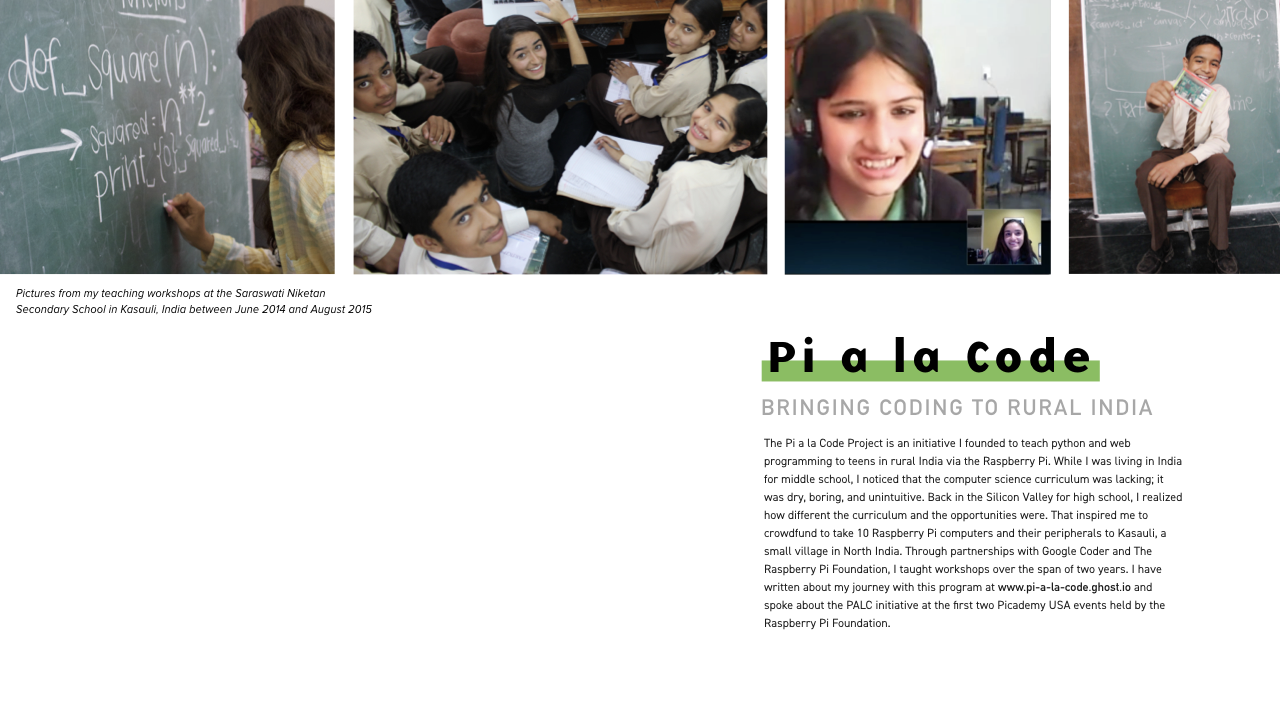 functions
def_Square(n):
squared = n**2
print_'{0}_squared_is
Pictures from my teaching workshops at the Saraswati Niketan
Secondary School in Kasauli, India between June 2014 and August 2015
Pi a la Code
BRINGING CODING TO RURAL INDIA
The Pi a la Code Project is an initiative I founded to teach python and web
programming to teens in rural India via the Raspberry Pi. While I was living in India
for middle school, I noticed that the computer science curriculum was lacking; it
was dry, boring, and unintuitive. Back in the Silicon Valley for high school, I realized
how different the curriculum and the opportunities were. That inspired me to
crowdfund to take 10 Raspberry Pi computers and their peripherals to Kasauli, a
small village in North India. Through partnerships with Google Coder and The
Raspberry Pi Foundation, I taught workshops over the span of two years. I have
written about my journey with this program at www.pi-a-la-code.ghost.io and
spoke about the PALC initiative at the first two Picademy USA events held by the
Raspberry Pi Foundation.